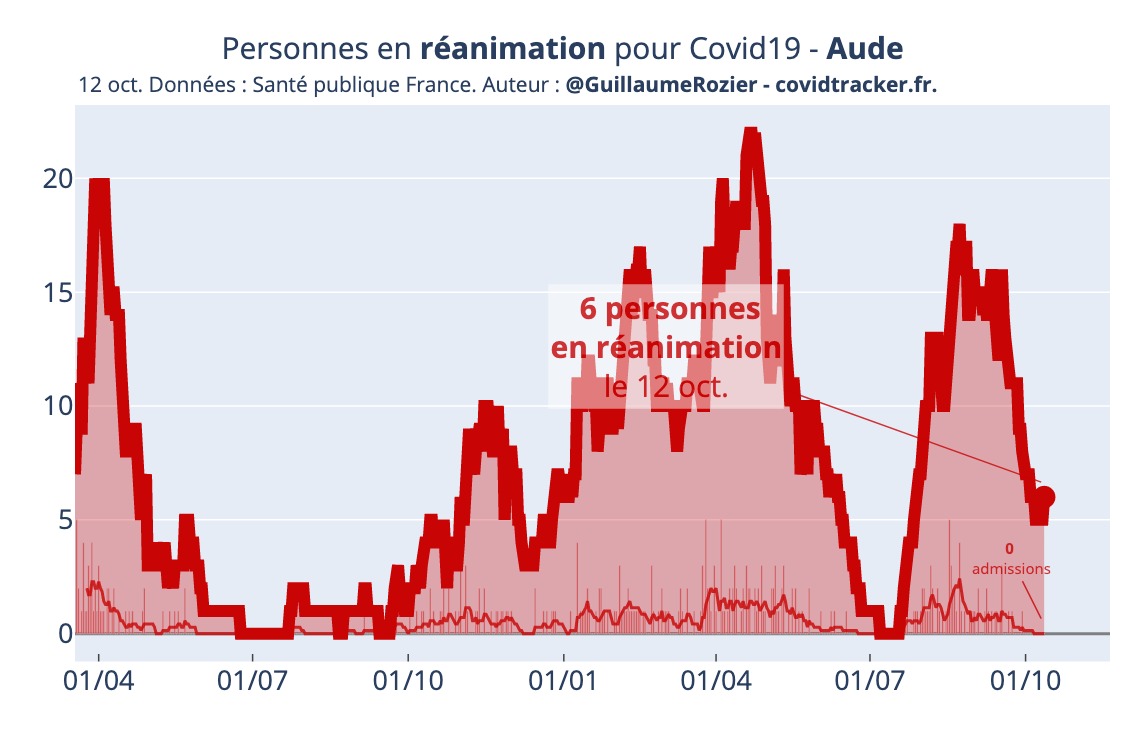 Personnes en réanimation pour Covid19 - Aude
12 oct. Données : Santé publique France. Auteur : @GuillaumeRozier - covidtracker.fr.
20
15
10
5
0
6 personnes
en réanimation
le 12 oct.
0
admissions
01/04
01/07
01/10
01/01
01/04
01/07
01/10